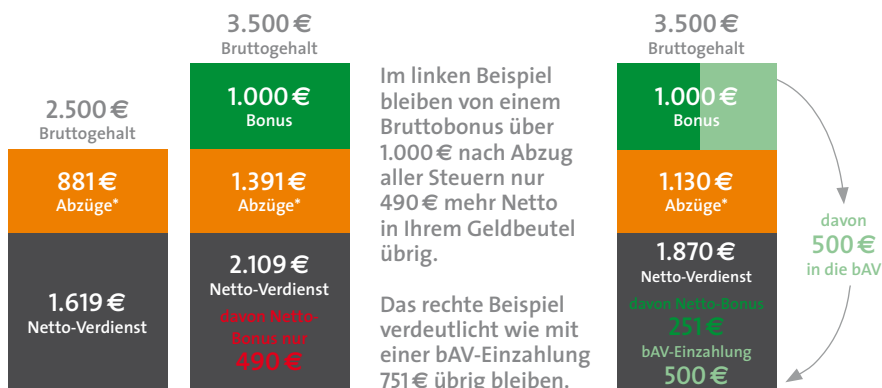 2.500 €
Bruttogehalt
881 €
Abzüge*
1.619 €
Netto-Verdienst
3.500 €
Bruttogehalt
1.000 €
Bonus
1.391 €
Abzüge*
2.109 €
Netto-Verdienst
davon Netto-
Bonus nur
490 €
Im linken Beispiel
bleiben von einem
Bruttobonus über
1.000 € nach Abzug
aller Steuern nur
490 € mehr Netto
in Ihrem Geldbeutel
übrig.
Das rechte Beispiel
verdeutlicht wie mit
einer bAV-Einzahlung
751 € übrig bleiben.
3.500 €
Bruttogehalt
1.000 €
Bonus
1.130 €
Abzüge*
1.870 €
Netto-Verdienst
davon Netto-Bonus
251 €
bAV-Einzahlung
500 €
davon
500 €
in die bAV